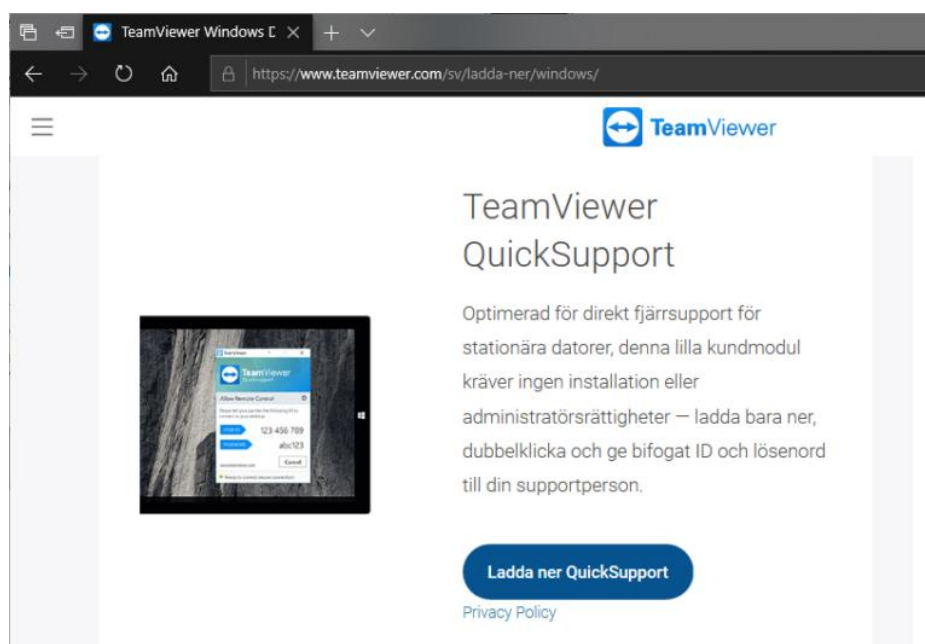 TeamViewer Windows D
https://www.teamviewer.com/sv/ladda-ner/windows/
TeamViewer
TeamViewer
QuickSupport
Optimerad för direkt fjärrsupport för
stationära datorer, denna lilla kundmodul
kräver ingen installation eller
administratörsrättigheter — ladda bara ner,
dubbelklicka och ge bifogat ID och lösenord
till din supportperson.
TeamViewer
QuickSupport
Allow Remote Control
123 456 789
abc123
Cancel
Ladda ner QuickSupport
Privacy Policy